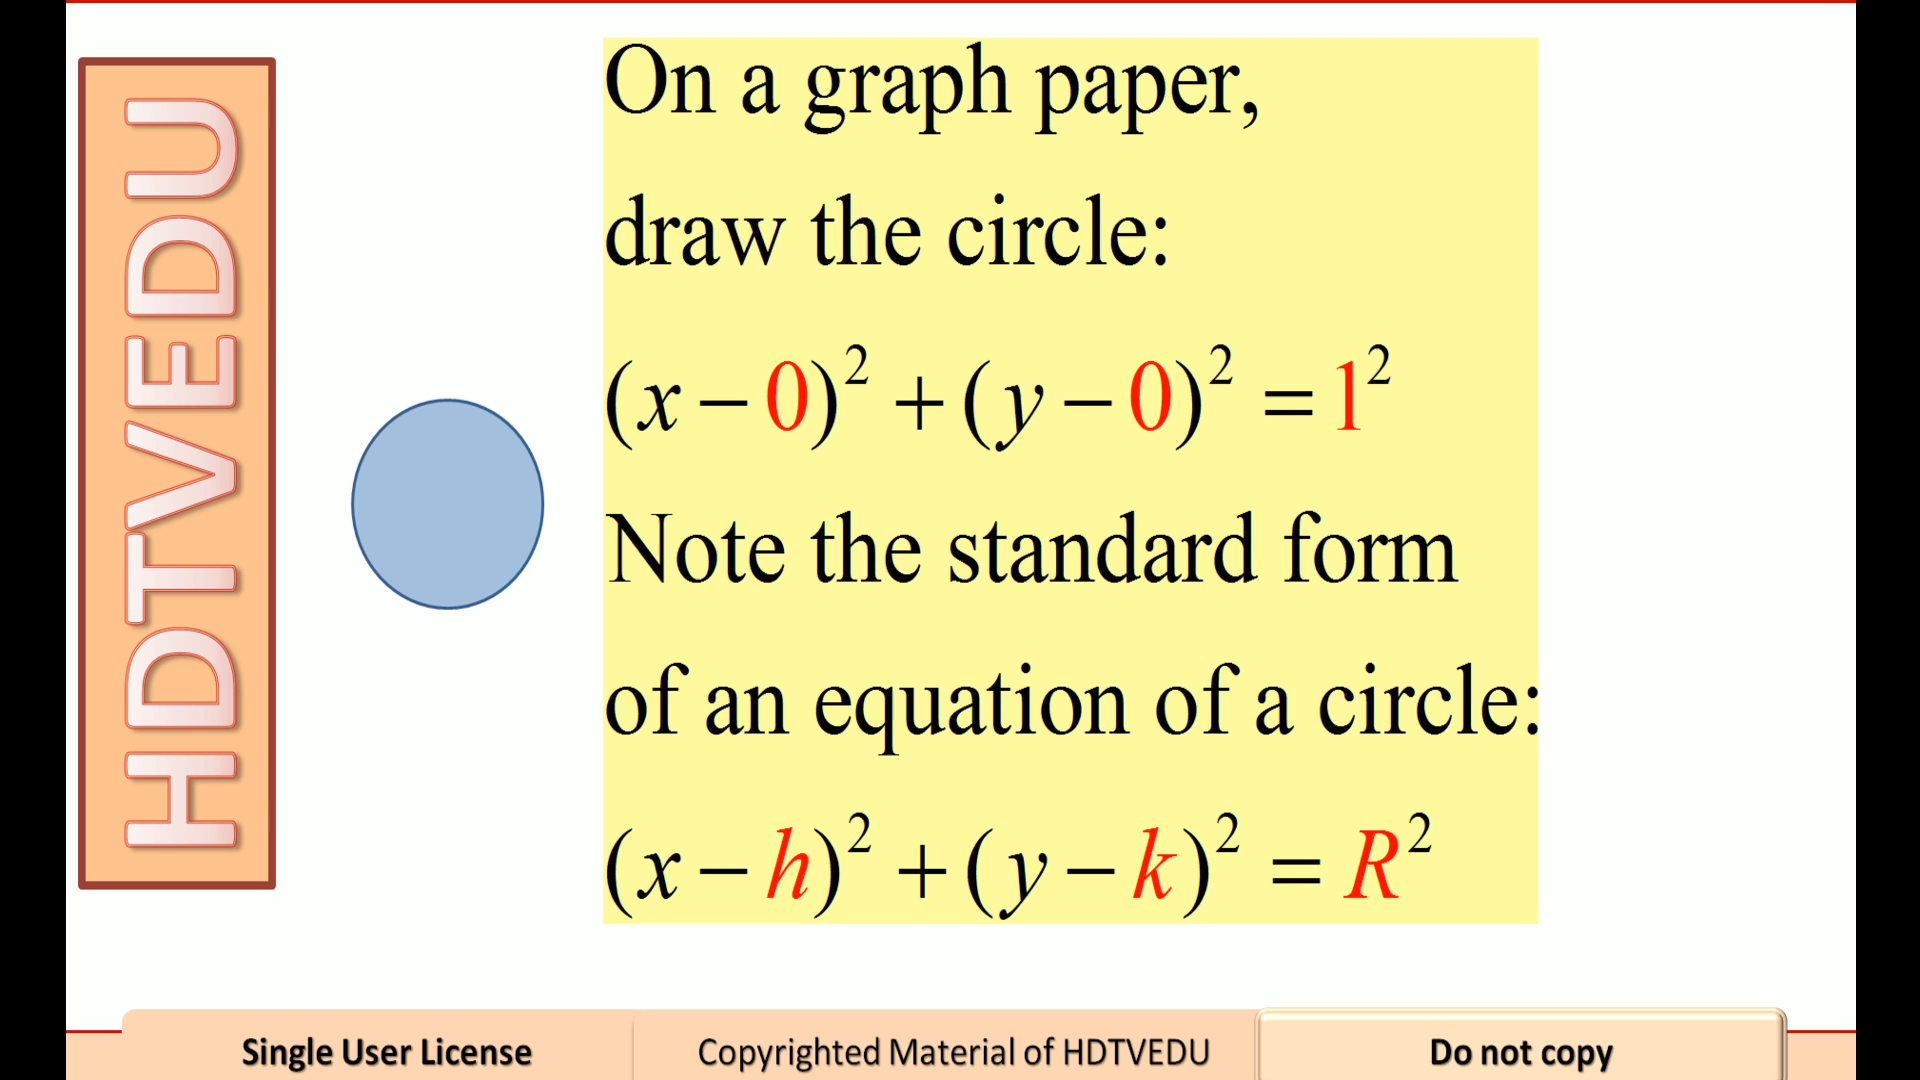 HDTVEDU
On a graph paper,
draw the circle:
(x − 0)² + (y − 0)² = 1²
Note the standard form
of an equation of a circle:
(x − h)² + (y − k)² = R²
Single User License
Copyrighted Material of HDTVEDU
Do not copy